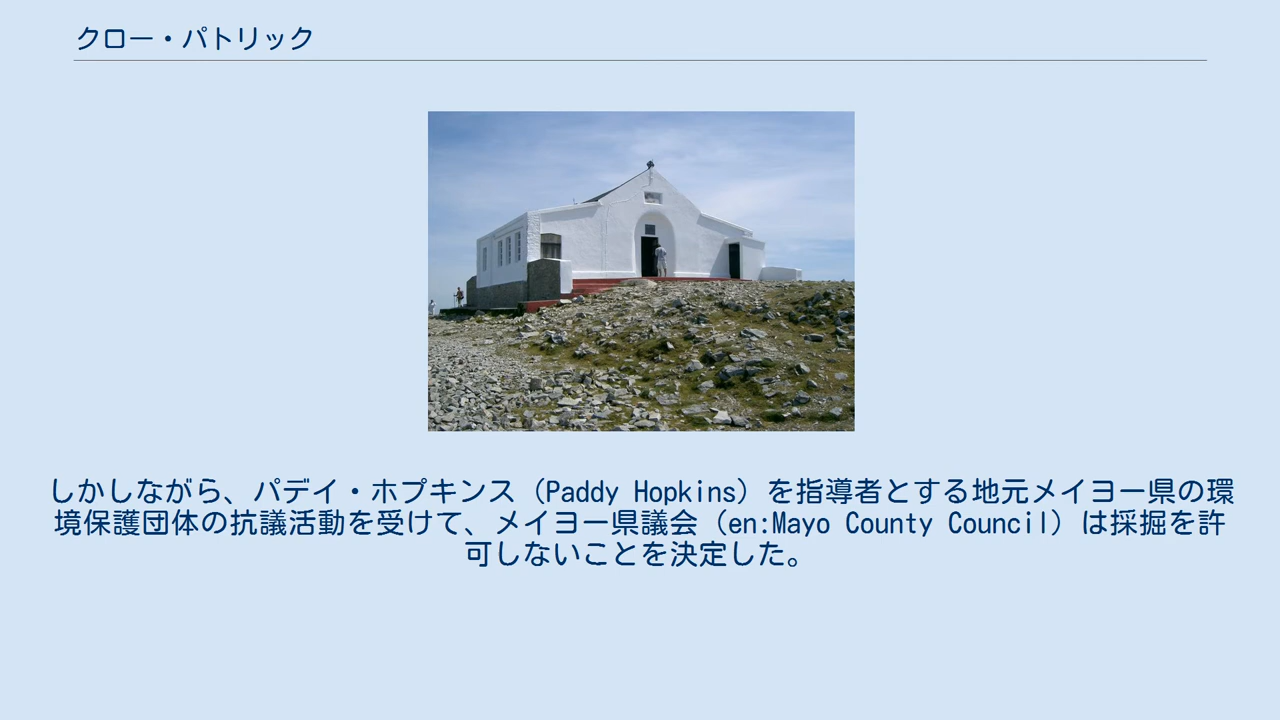 クロー・パトリック
しかしながら、パデイ・ホプキンス（Paddy Hopkins）を指導者とする地元メイヨー県の環
境保護団体の抗議活動を受けて、メイヨー県議会（en:Mayo County Council）は採掘を許
可しないことを決定した。